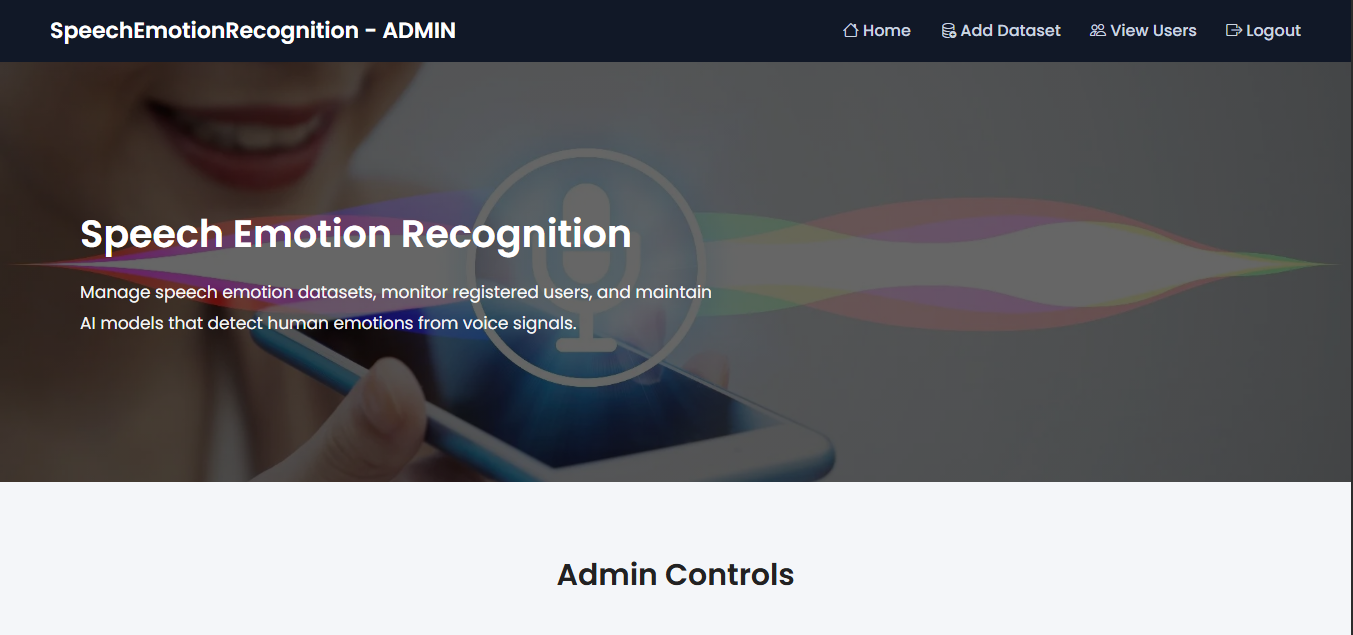 SpeechEmotionRecognition - ADMIN
Home
Add Dataset
View Users
Logout
Speech Emotion Recognition
Manage speech emotion datasets, monitor registered users, and maintain
AI models that detect human emotions from voice signals.
Admin Controls